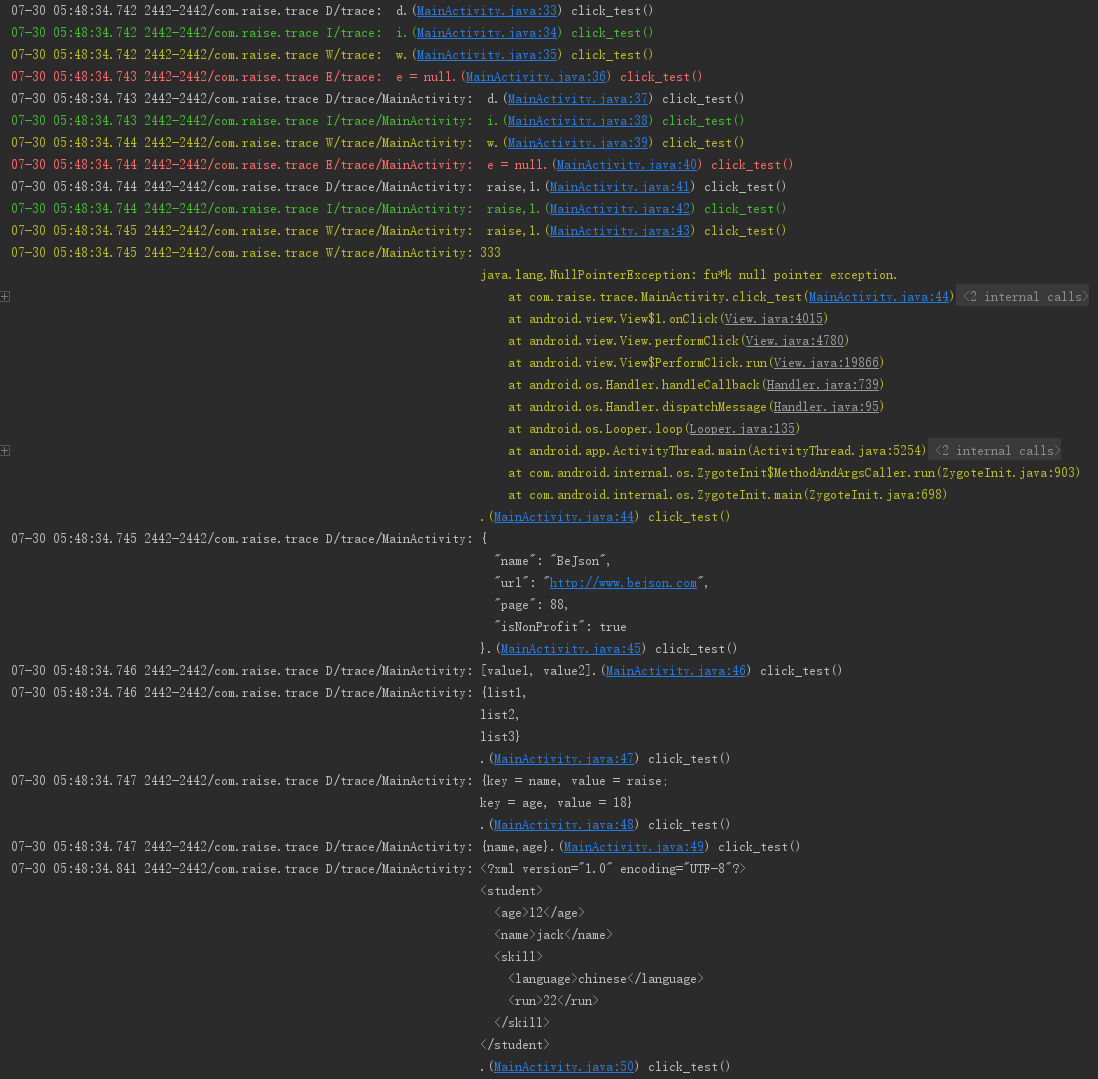 07-30 05:48:34.742 2442-2442/com.raise.trace D/trace:  d.(MainActivity.java:33) click_test()
07-30 05:48:34.742 2442-2442/com.raise.trace I/trace:  i.(MainActivity.java:34) click_test()
07-30 05:48:34.742 2442-2442/com.raise.trace W/trace:  w.(MainActivity.java:35) click_test()
07-30 05:48:34.743 2442-2442/com.raise.trace E/trace:  e = null.(MainActivity.java:36) click_test()
07-30 05:48:34.743 2442-2442/com.raise.trace D/trace/MainActivity:  d.(MainActivity.java:37) click_test()
07-30 05:48:34.743 2442-2442/com.raise.trace I/trace/MainActivity:  i.(MainActivity.java:38) click_test()
07-30 05:48:34.744 2442-2442/com.raise.trace W/trace/MainActivity:  w.(MainActivity.java:39) click_test()
07-30 05:48:34.744 2442-2442/com.raise.trace E/trace/MainActivity:  e = null.(MainActivity.java:40) click_test()
07-30 05:48:34.744 2442-2442/com.raise.trace D/trace/MainActivity:  raise,1.(MainActivity.java:41) click_test()
07-30 05:48:34.744 2442-2442/com.raise.trace I/trace/MainActivity:  raise,1.(MainActivity.java:42) click_test()
07-30 05:48:34.745 2442-2442/com.raise.trace W/trace/MainActivity:  raise,1.(MainActivity.java:43) click_test()
07-30 05:48:34.745 2442-2442/com.raise.trace W/trace/MainActivity: 333
java.lang.NullPointerException: fu*k null pointer exception.
at com.raise.trace.MainActivity.click_test(MainActivity.java:44) <2 internal calls>
at android.view.View$1.onClick(View.java:4015)
at android.view.View.performClick(View.java:4780)
at android.view.View$PerformClick.run(View.java:19866)
at android.os.Handler.handleCallback(Handler.java:739)
at android.os.Handler.dispatchMessage(Handler.java:95)
at android.os.Looper.loop(Looper.java:135)
at android.app.ActivityThread.main(ActivityThread.java:5254) <2 internal calls>
at com.android.internal.os.ZygoteInit$MethodAndArgsCaller.run(ZygoteInit.java:903)
at com.android.internal.os.ZygoteInit.main(ZygoteInit.java:698)
.(MainActivity.java:44) click_test()
07-30 05:48:34.745 2442-2442/com.raise.trace D/trace/MainActivity: {
"name": "BeJson",
"url": "http://www.bejson.com",
"page": 88,
"isNonProfit": true
}.(MainActivity.java:45) click_test()
07-30 05:48:34.746 2442-2442/com.raise.trace D/trace/MainActivity: [value1, value2].(MainActivity.java:46) click_test()
07-30 05:48:34.746 2442-2442/com.raise.trace D/trace/MainActivity: {list1,
list2,
list3}
.(MainActivity.java:47) click_test()
07-30 05:48:34.747 2442-2442/com.raise.trace D/trace/MainActivity: {key = name, value = raise;
key = age, value = 18}
.(MainActivity.java:48) click_test()
07-30 05:48:34.747 2442-2442/com.raise.trace D/trace/MainActivity: {name,age}.(MainActivity.java:49) click_test()
07-30 05:48:34.841 2442-2442/com.raise.trace D/trace/MainActivity: <?xml version="1.0" encoding="UTF-8"?>
<student>
<age>12</age>
<name>jack</name>
<skill>
<language>chinese</language>
<run>22</run>
</skill>
</student>
.(MainActivity.java:50) click_test()